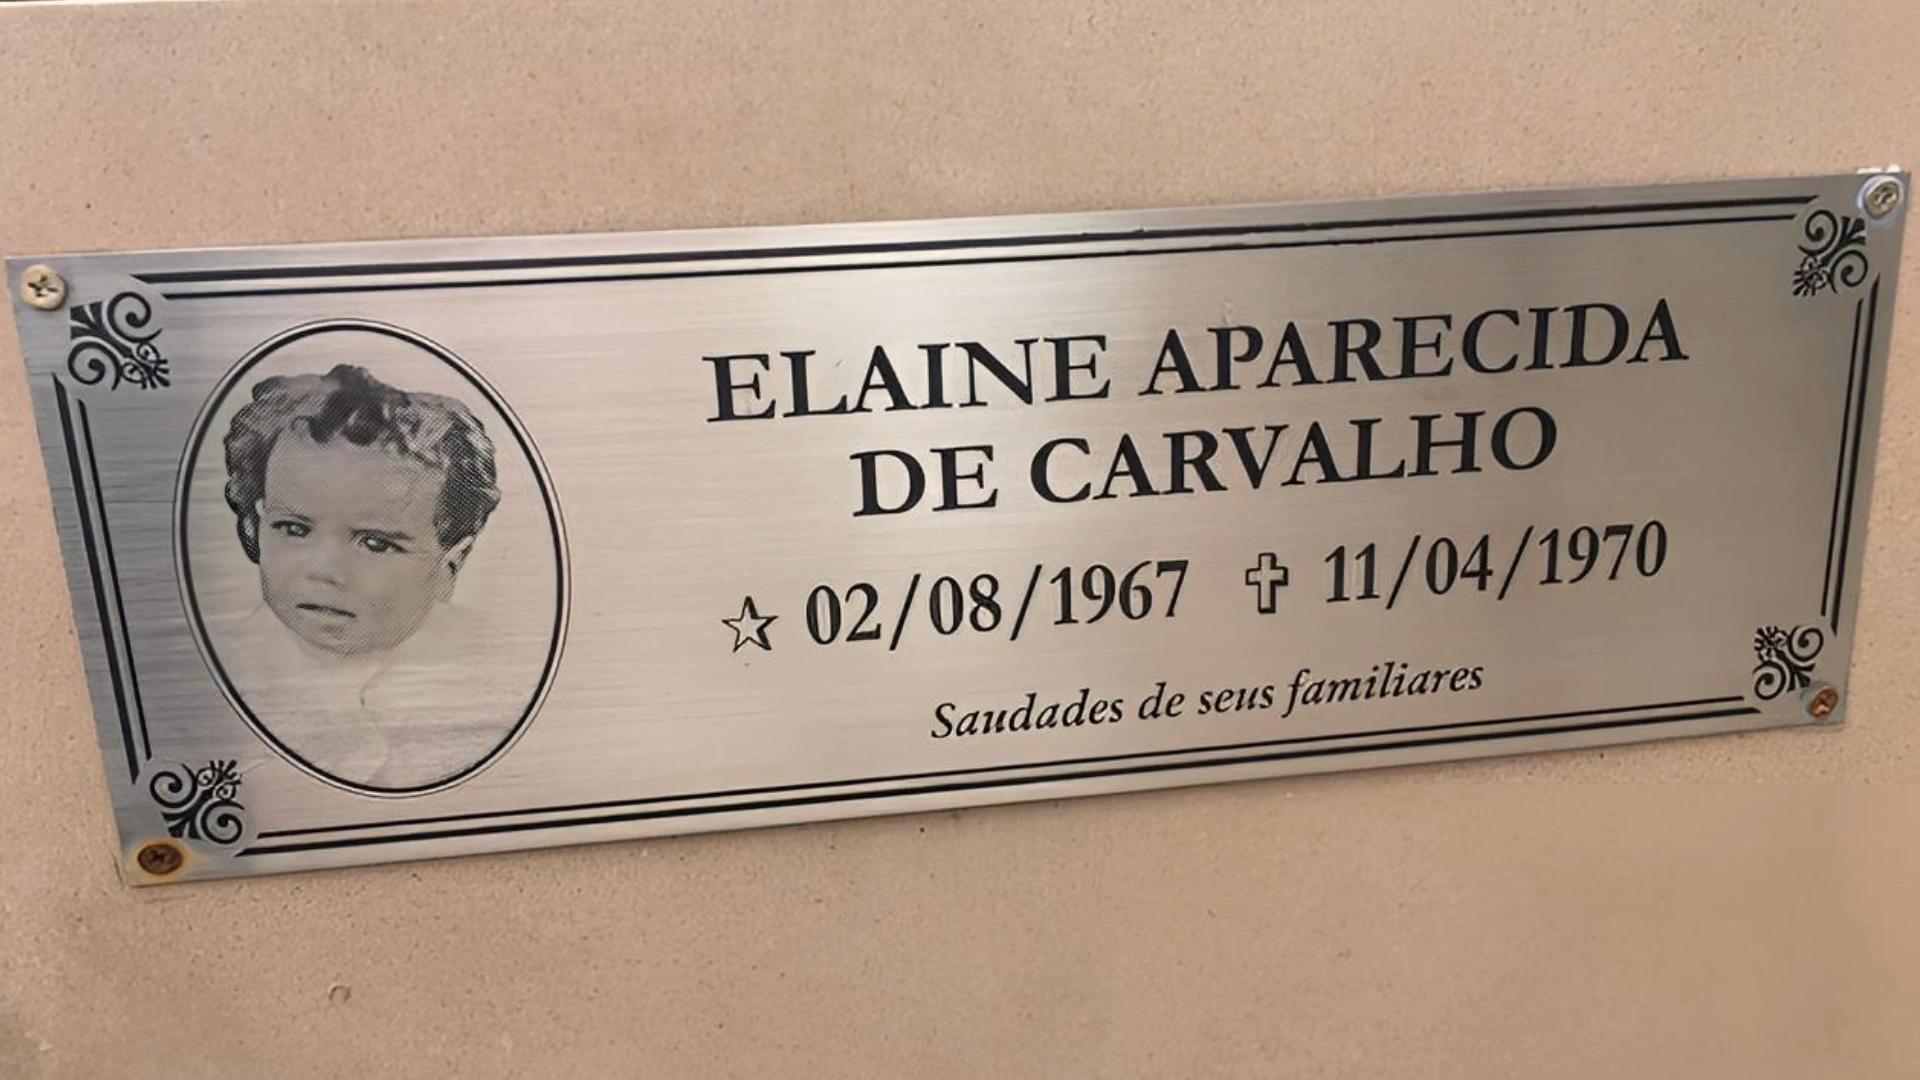 ELAINE APARECIDA
DE CARVALHO
☆ 02/08/1967 ✞ 11/04/1970
Saudades de seus familiares